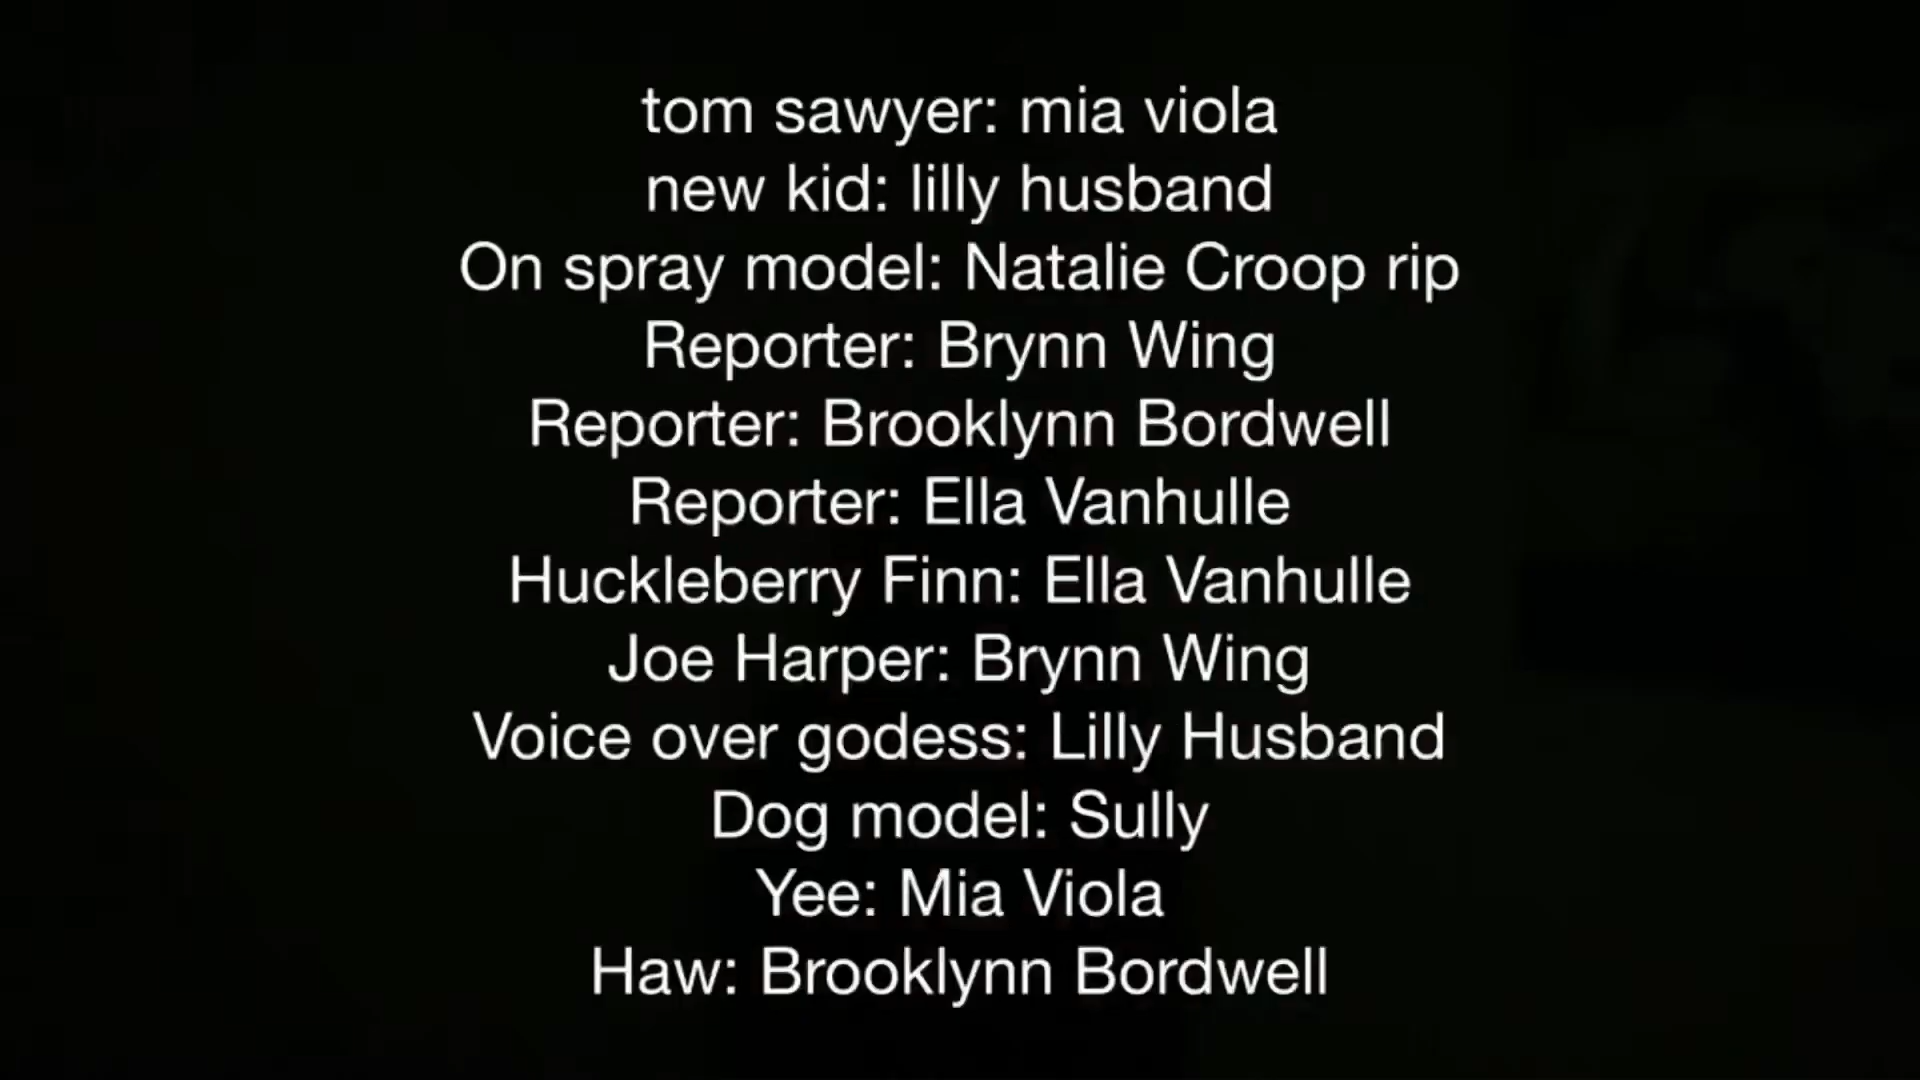 tom sawyer: mia viola
new kid: lilly husband
On spray model: Natalie Croop rip
Reporter: Brynn Wing
Reporter: Brooklynn Bordwell
Reporter: Ella Vanhulle
Huckleberry Finn: Ella Vanhulle
Joe Harper: Brynn Wing
Voice over godess: Lilly Husband
Dog model: Sully
Yee: Mia Viola
Haw: Brooklynn Bordwell